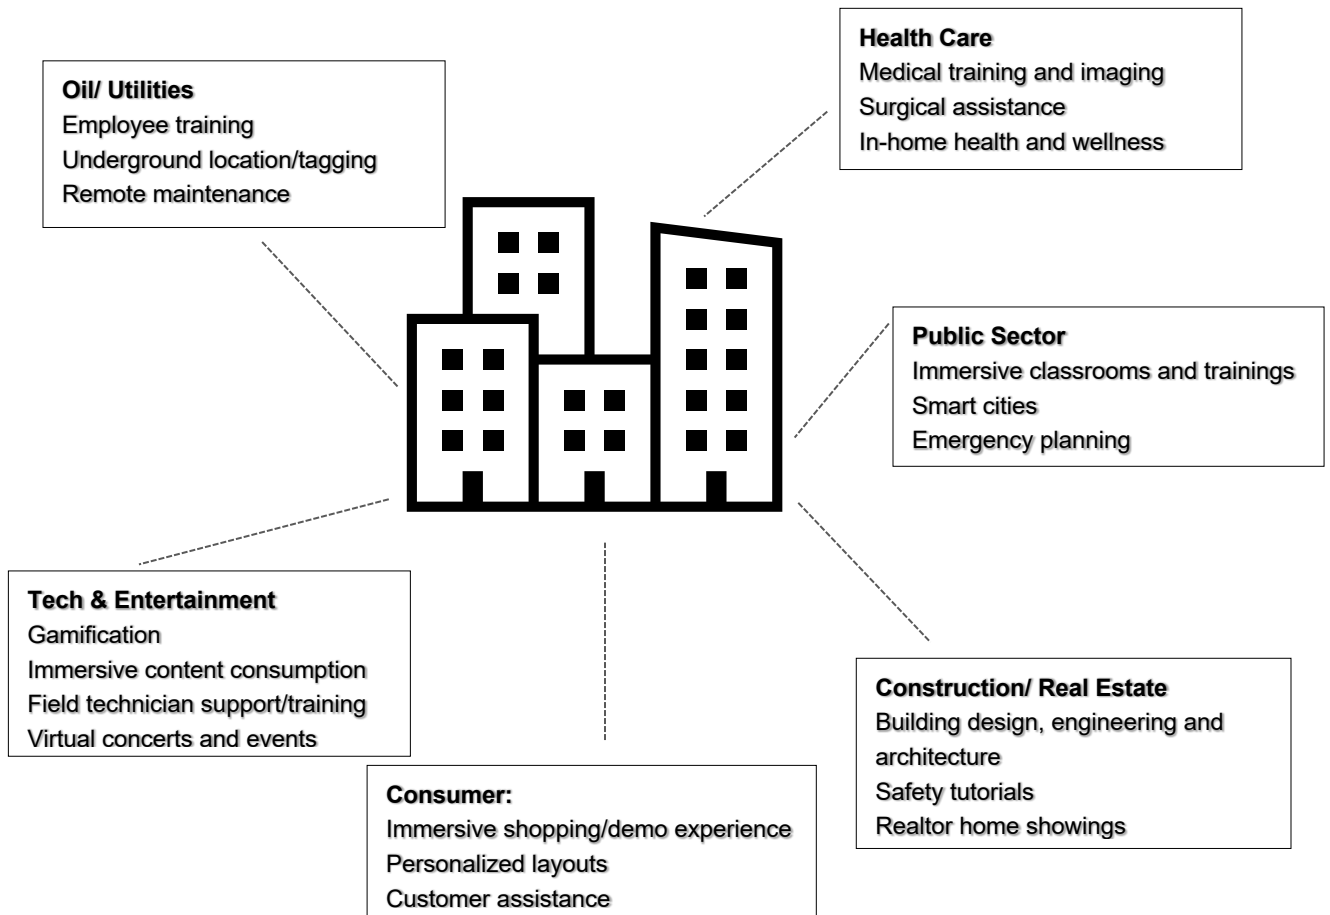 Health Care
Medical training and imaging
Surgical assistance
In-home health and wellness
Oil/ Utilities
Employee training
Underground location/tagging
Remote maintenance
Public Sector
Immersive classrooms and trainings
Smart cities
Emergency planning
Tech & Entertainment
Gamification
Immersive content consumption
Field technician support/training
Virtual concerts and events
Construction/ Real Estate
Building design, engineering and
architecture
Safety tutorials
Realtor home showings
Consumer:
Immersive shopping/demo experience
Personalized layouts
Customer assistance